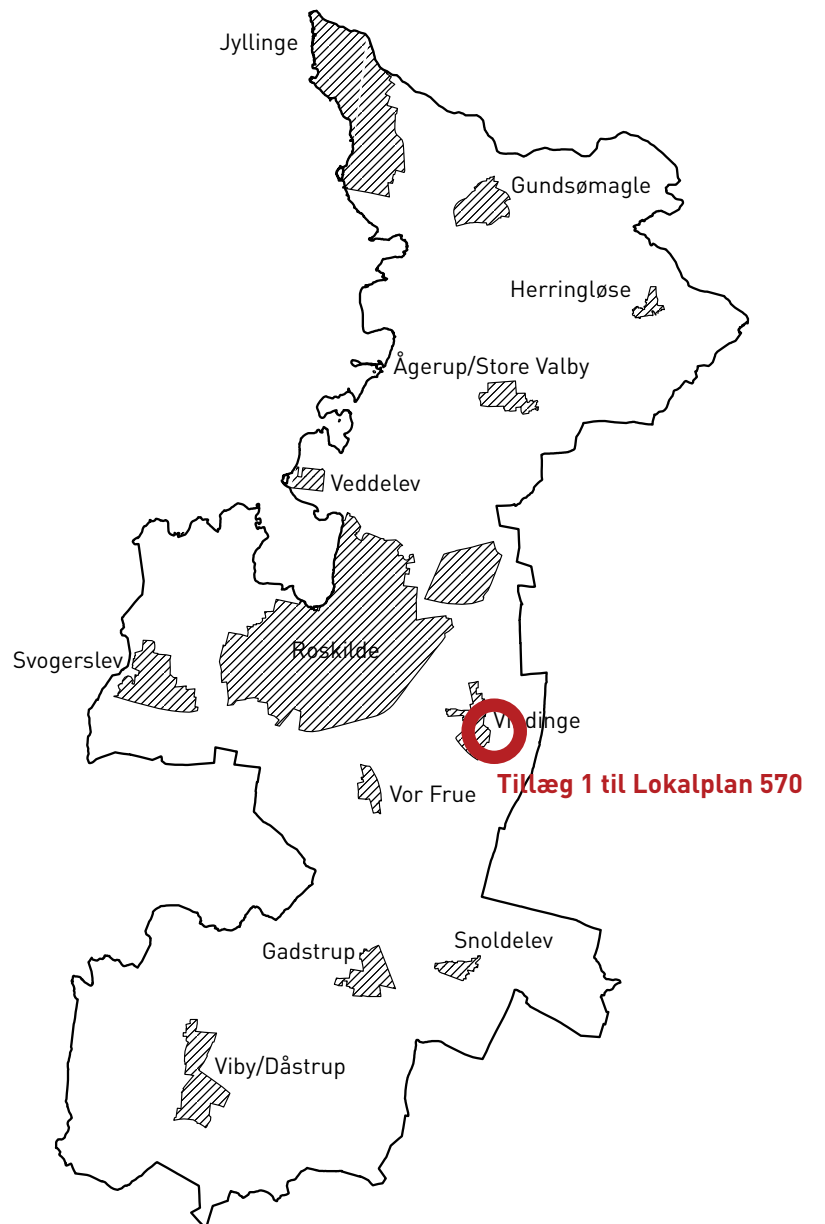 Jyllinge
Gundsømagle
Herringløse
Ågerup/Store Valby
Veddelev
Roskilde
Svogerslev
Vindinge
Tillæg 1 til Lokalplan 570
Vor Frue
Snoldelev
Gadstrup
Viby/Dåstrup